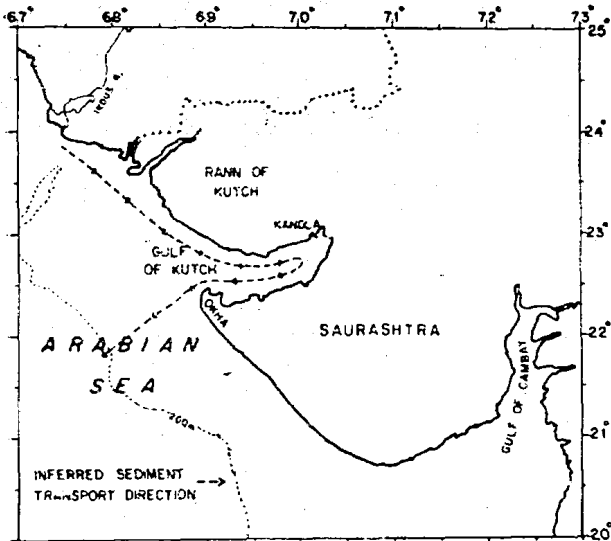 67° 68° 69° 70° 71° 72° 73°
25°
INDUS R.
24°
RANN OF
KUTCH
KANDLA
23°
GULF
OF KUTCH
OKHA
22°
SAURASHTRA
ARABIAN
SEA
GULF OF CAMBAY
200m
21°
INFERRED SEDIMENT
TRANSPORT DIRECTION
20°